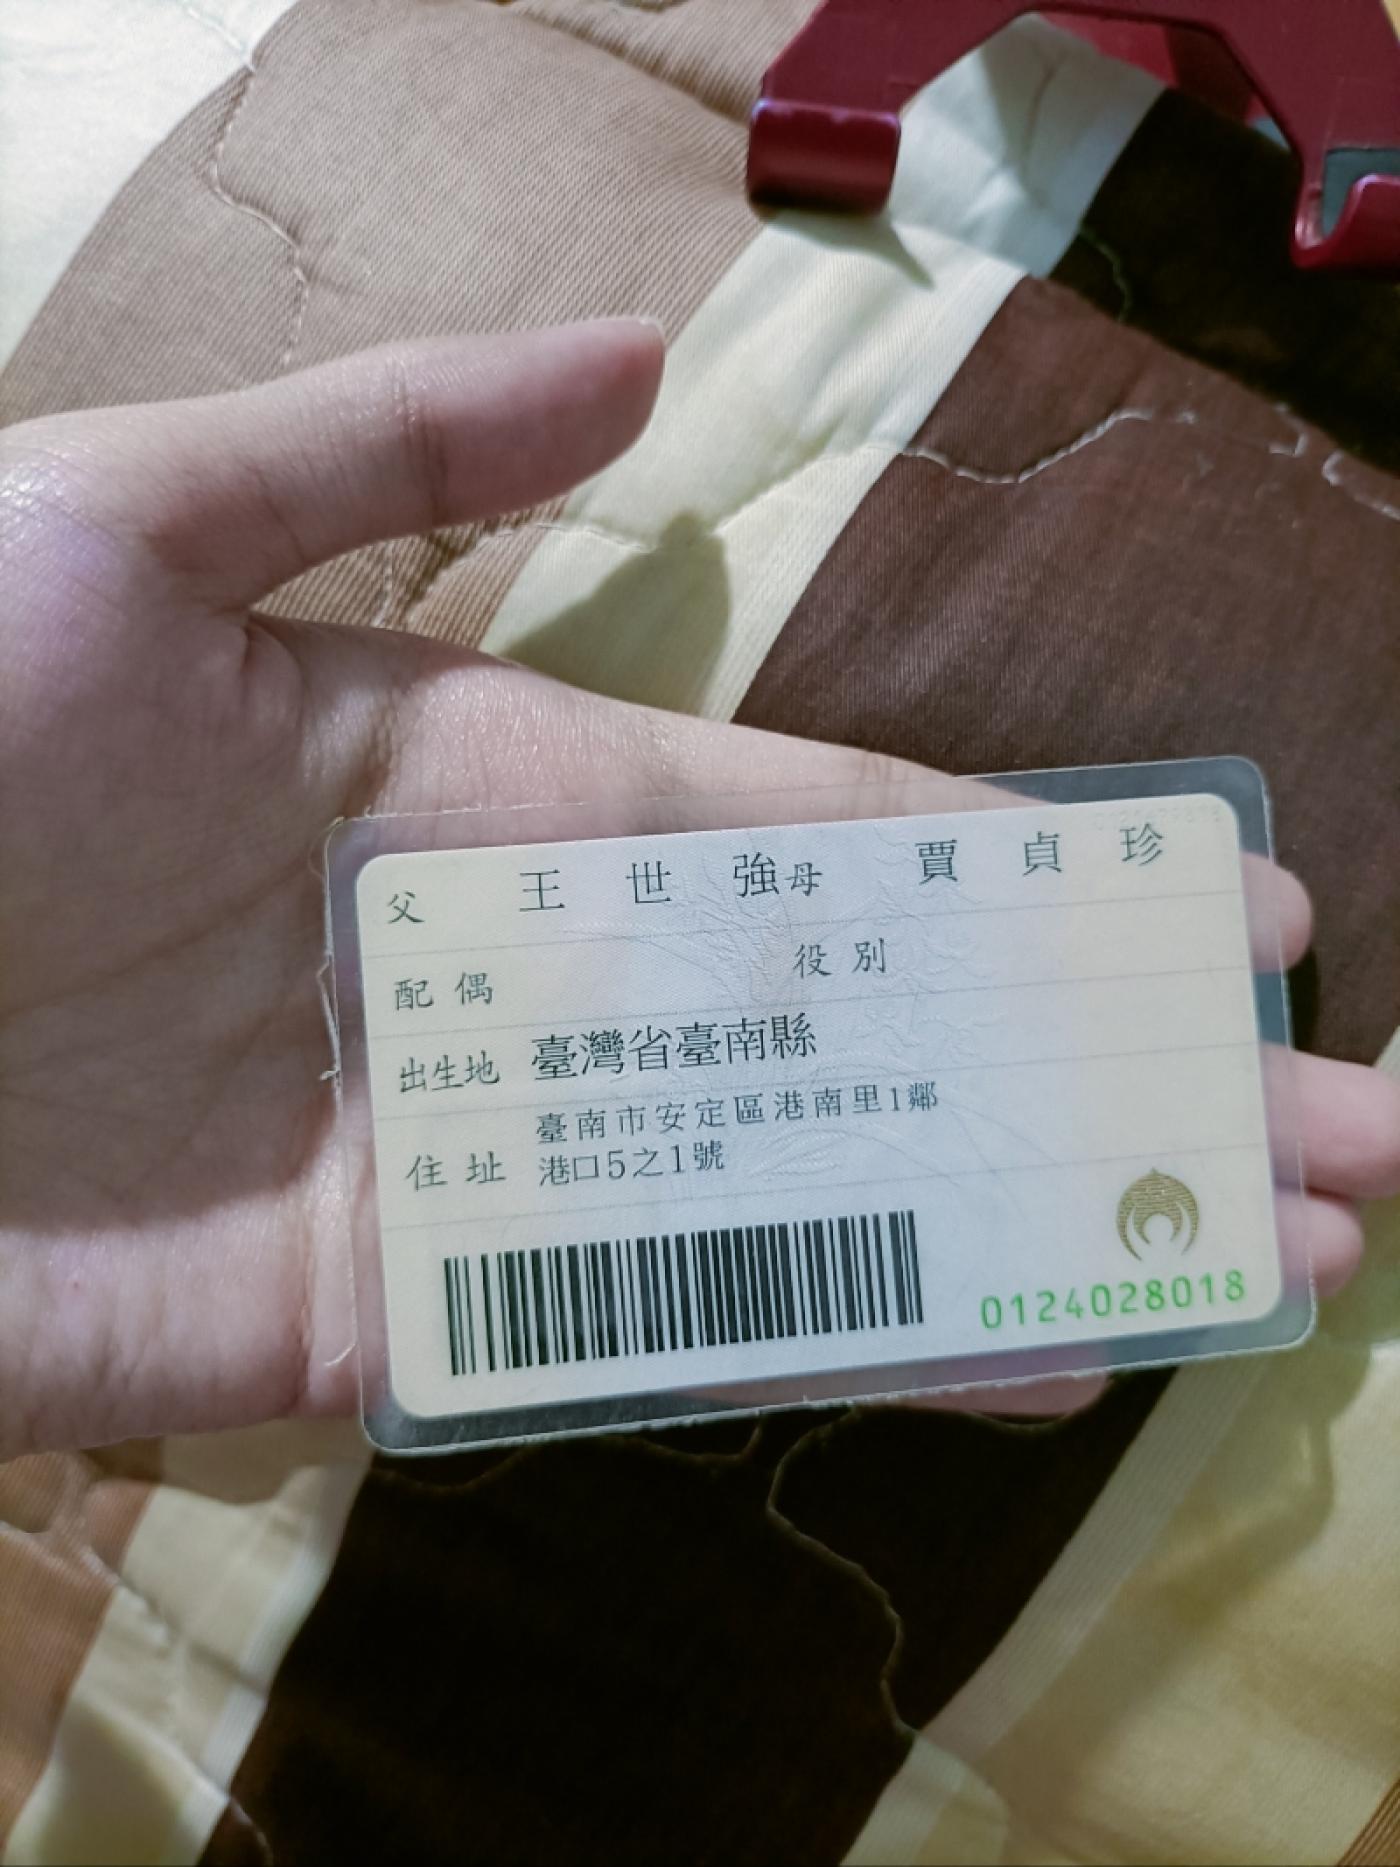 父 王世強 母 賈貞珍
配偶 役別
出生地 臺灣省臺南縣
住址 臺南市安定區港南里1鄰
港口5之1號
0124028018